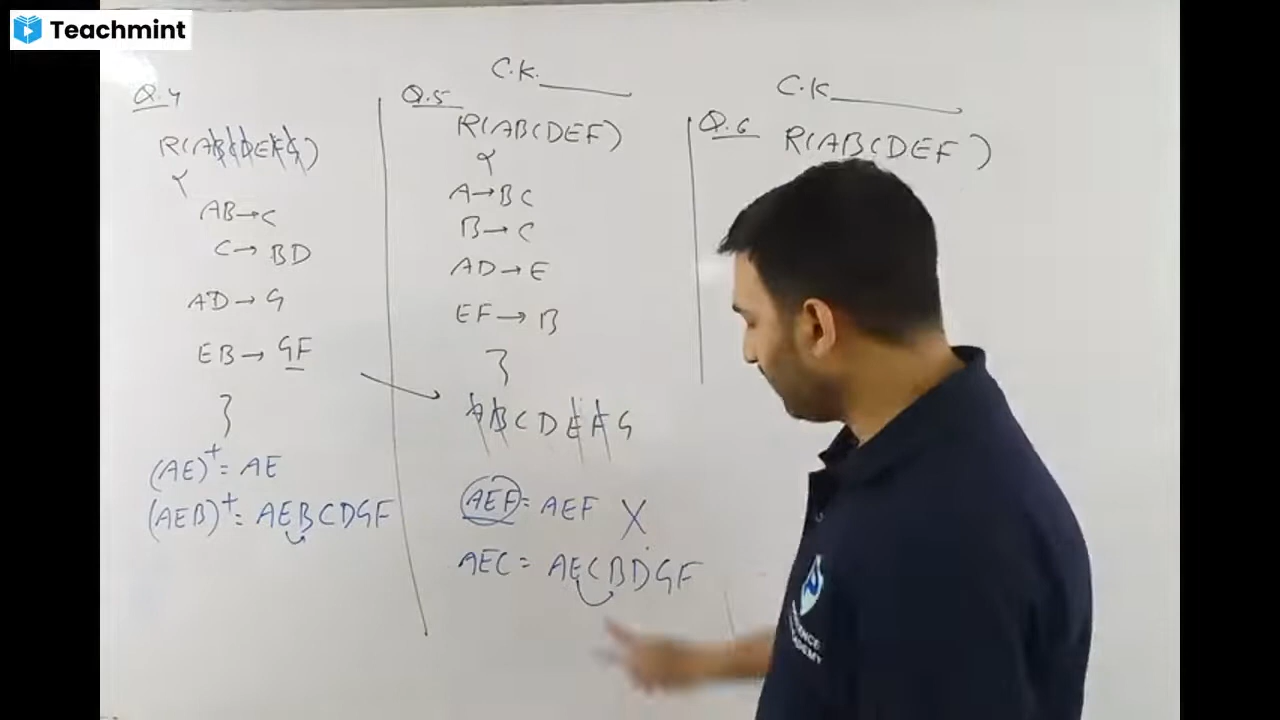 Teachmint
Q.4
R(ABCDEFG)
{
AB→C
C→BD
AD→G
EB→GF
}
(AE)+= AE
(AEB)+= AEBCDGF
C.K.
Q.5
R(ABCDEF)
{
A→BC
B→C
AD→E
EF→B
}
ABCDEFG
AEF = AEF X
AEC = AECBDGF
C.K
Q.6
R(ABCDEF)